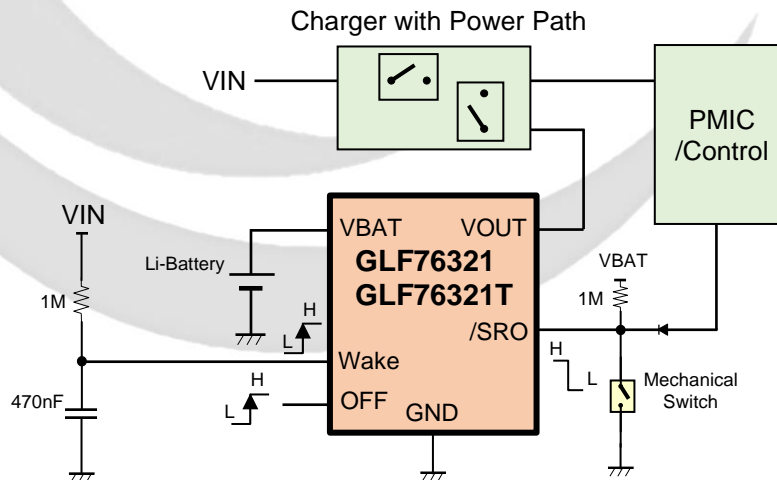 Charger with Power Path
VIN
PMIC
/Control
VIN
1M
470nF
Li-Battery
VBAT
VOUT
GLF76321
GLF76321T
/SRO
Wake
OFF
GND
H
L
H
L
VBAT
1M
H
L
Mechanical
Switch